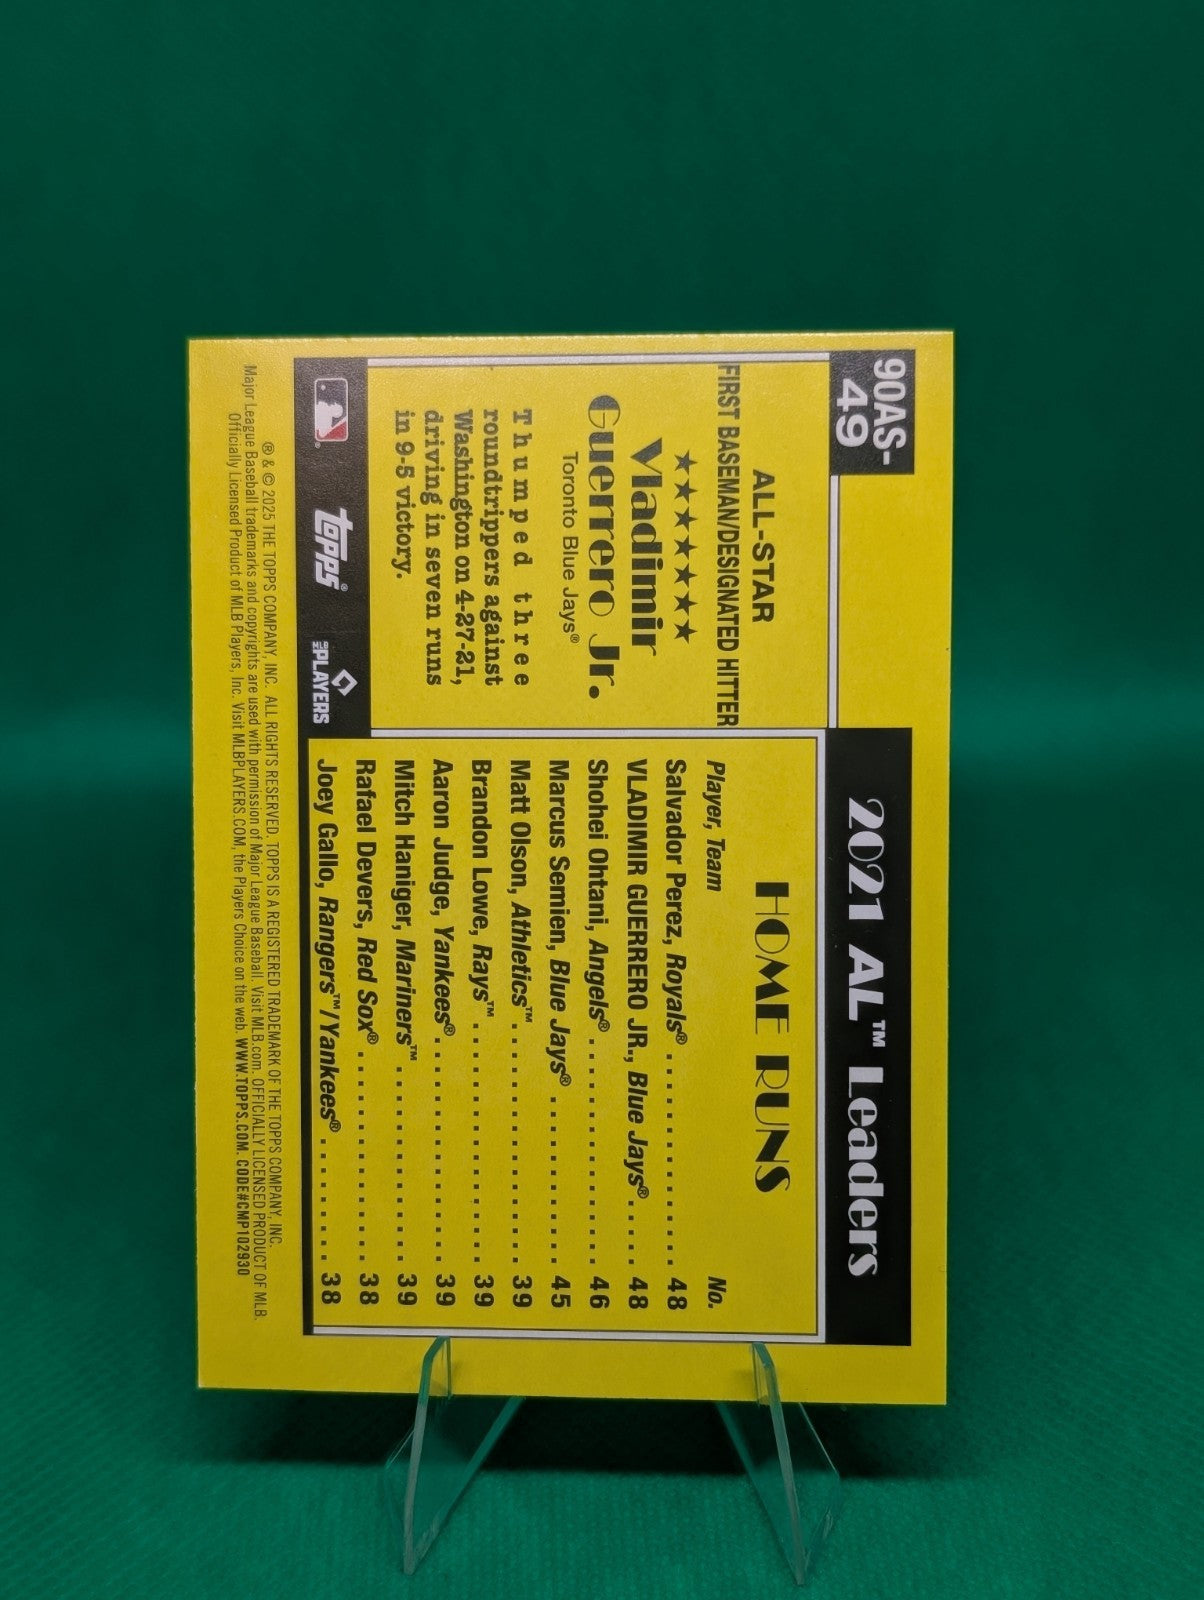 90AS-
49
ALL-STAR
FIRST BASEMAN/DESIGNATED HITTER
★★★★★★★
Vladimir
Guerrero Jr.
Toronto Blue Jays®
Thumped three
roundtrippers against
Washington on 4-27-21,
driving in seven runs
in 9-5 victory.
topps®
MLB PLAYERS
2021 AL™ Leaders
HOME RUNS
Player, Team No.
Salvador Perez, Royals® . . . . . . . . . . . . . . . 48
VLADIMIR GUERRERO JR., Blue Jays® . . . . 48
Shohei Ohtani, Angels® . . . . . . . . . . . . . . . . 46
Marcus Semien, Blue Jays® . . . . . . . . . . . . 45
Matt Olson, Athletics™ . . . . . . . . . . . . . . . . 39
Brandon Lowe, Rays™ . . . . . . . . . . . . . . . . . 39
Aaron Judge, Yankees® . . . . . . . . . . . . . . . . 39
Mitch Haniger, Mariners™ . . . . . . . . . . . . . . 39
Rafael Devers, Red Sox® . . . . . . . . . . . . . . . 38
Joey Gallo, Rangers™/Yankees® . . . . . . . . . 38
® & © 2025 THE TOPPS COMPANY, INC. ALL RIGHTS RESERVED. TOPPS IS A REGISTERED TRADEMARK OF THE TOPPS COMPANY, INC.
Major League Baseball trademarks and copyrights are used with permission of Major League Baseball. Visit MLB.com. OFFICIALLY LICENSED PRODUCT OF MLB
Officially Licensed Product of MLB Players, Inc. Visit MLBPLAYERS.COM, the Players Choice on the web. WWW.TOPPS.COM. CODE#CMP102930